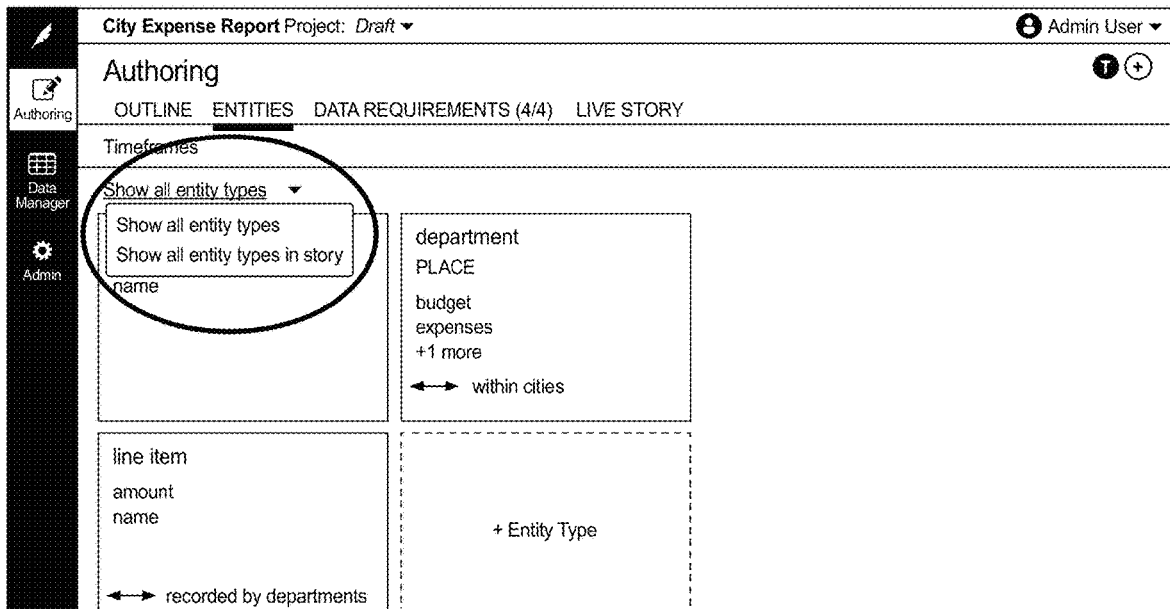 City Expense Report Project: Draft
Admin User
Authoring
T +
OUTLINE ENTITIES DATA REQUIREMENTS (4/4) LIVE STORY
Timeframes
Authoring
Data
Manager
Admin
Show all entity types
Show all entity types
Show all entity types in story
name
department
PLACE
budget
expenses
+1 more
within cities
line item
amount
name
recorded by departments
+ Entity Type